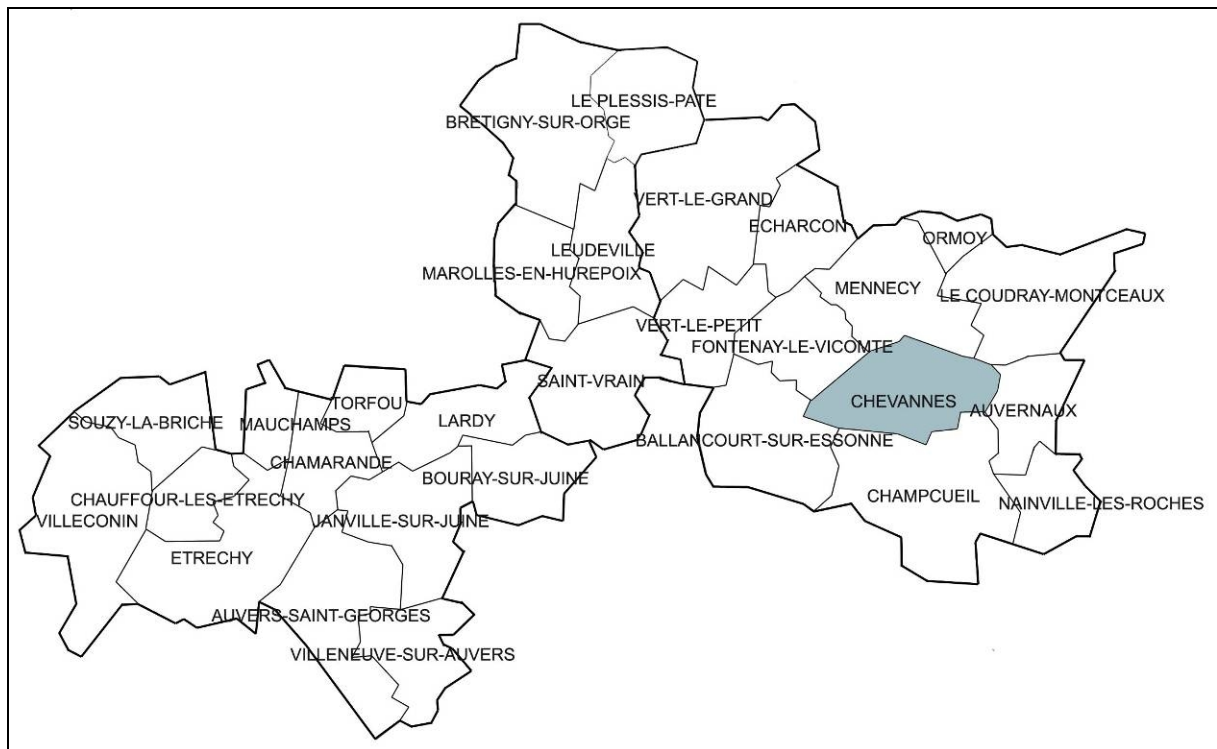 LE PLESSIS-PATE
BRETIGNY-SUR-ORGE
VERT-LE-GRAND
ECHARCON
ORMOY
LEUDEVILLE
MAROLLES-EN-HUREPOIX
MENNECY
LE COUDRAY-MONTCEAUX
VERT-LE-PETIT
FONTENAY-LE-VICOMTE
SAINT-VRAIN
CHEVANNES
TORFOU
AUVERNAUX
SOUZY-LA-BRICHE
MAUCHAMPS
LARDY
BALLANCOURT-SUR-ESSONNE
CHAMARANDE
BOURAY-SUR-JUINE
CHAMPCUEIL
NAINVILLE-LES-ROCHES
CHAUFFOUR-LES-ETRECHY
VILLECONIN
JANVILLE-SUR-JUINE
ETRECHY
AUVERS-SAINT-GEORGES
VILLENEUVE-SUR-AUVERS